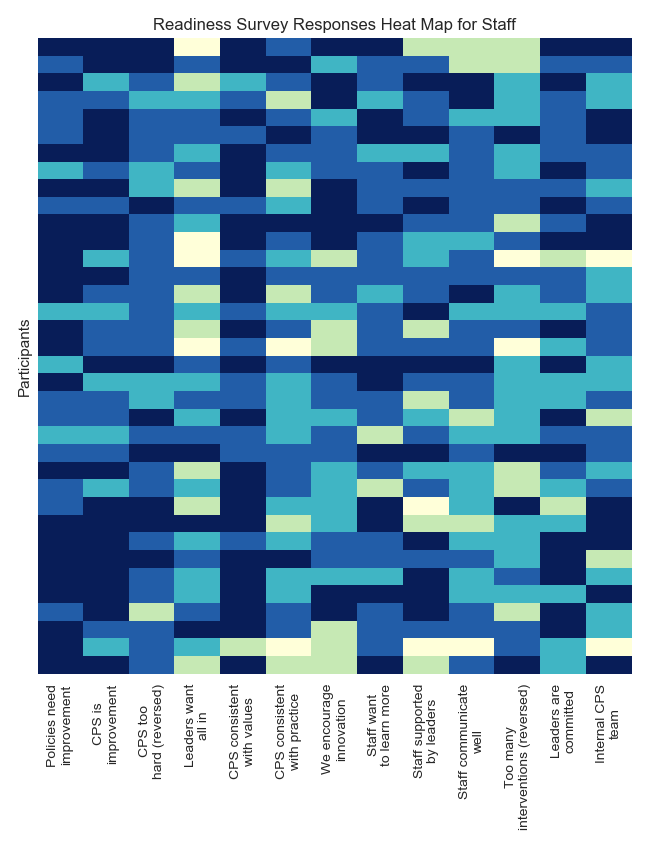 Readiness Survey Responses Heat Map for Staff
Participants
Policies need
improvement
CPS is
improvement
CPS too
hard (reversed)
Leaders want
all in
CPS consistent
with values
CPS consistent
with practice
We encourage
innovation
Staff want
to learn more
Staff supported
by leaders
Staff communicate
well
Too many
interventions (reversed)
Leaders are
committed
Internal CPS
team